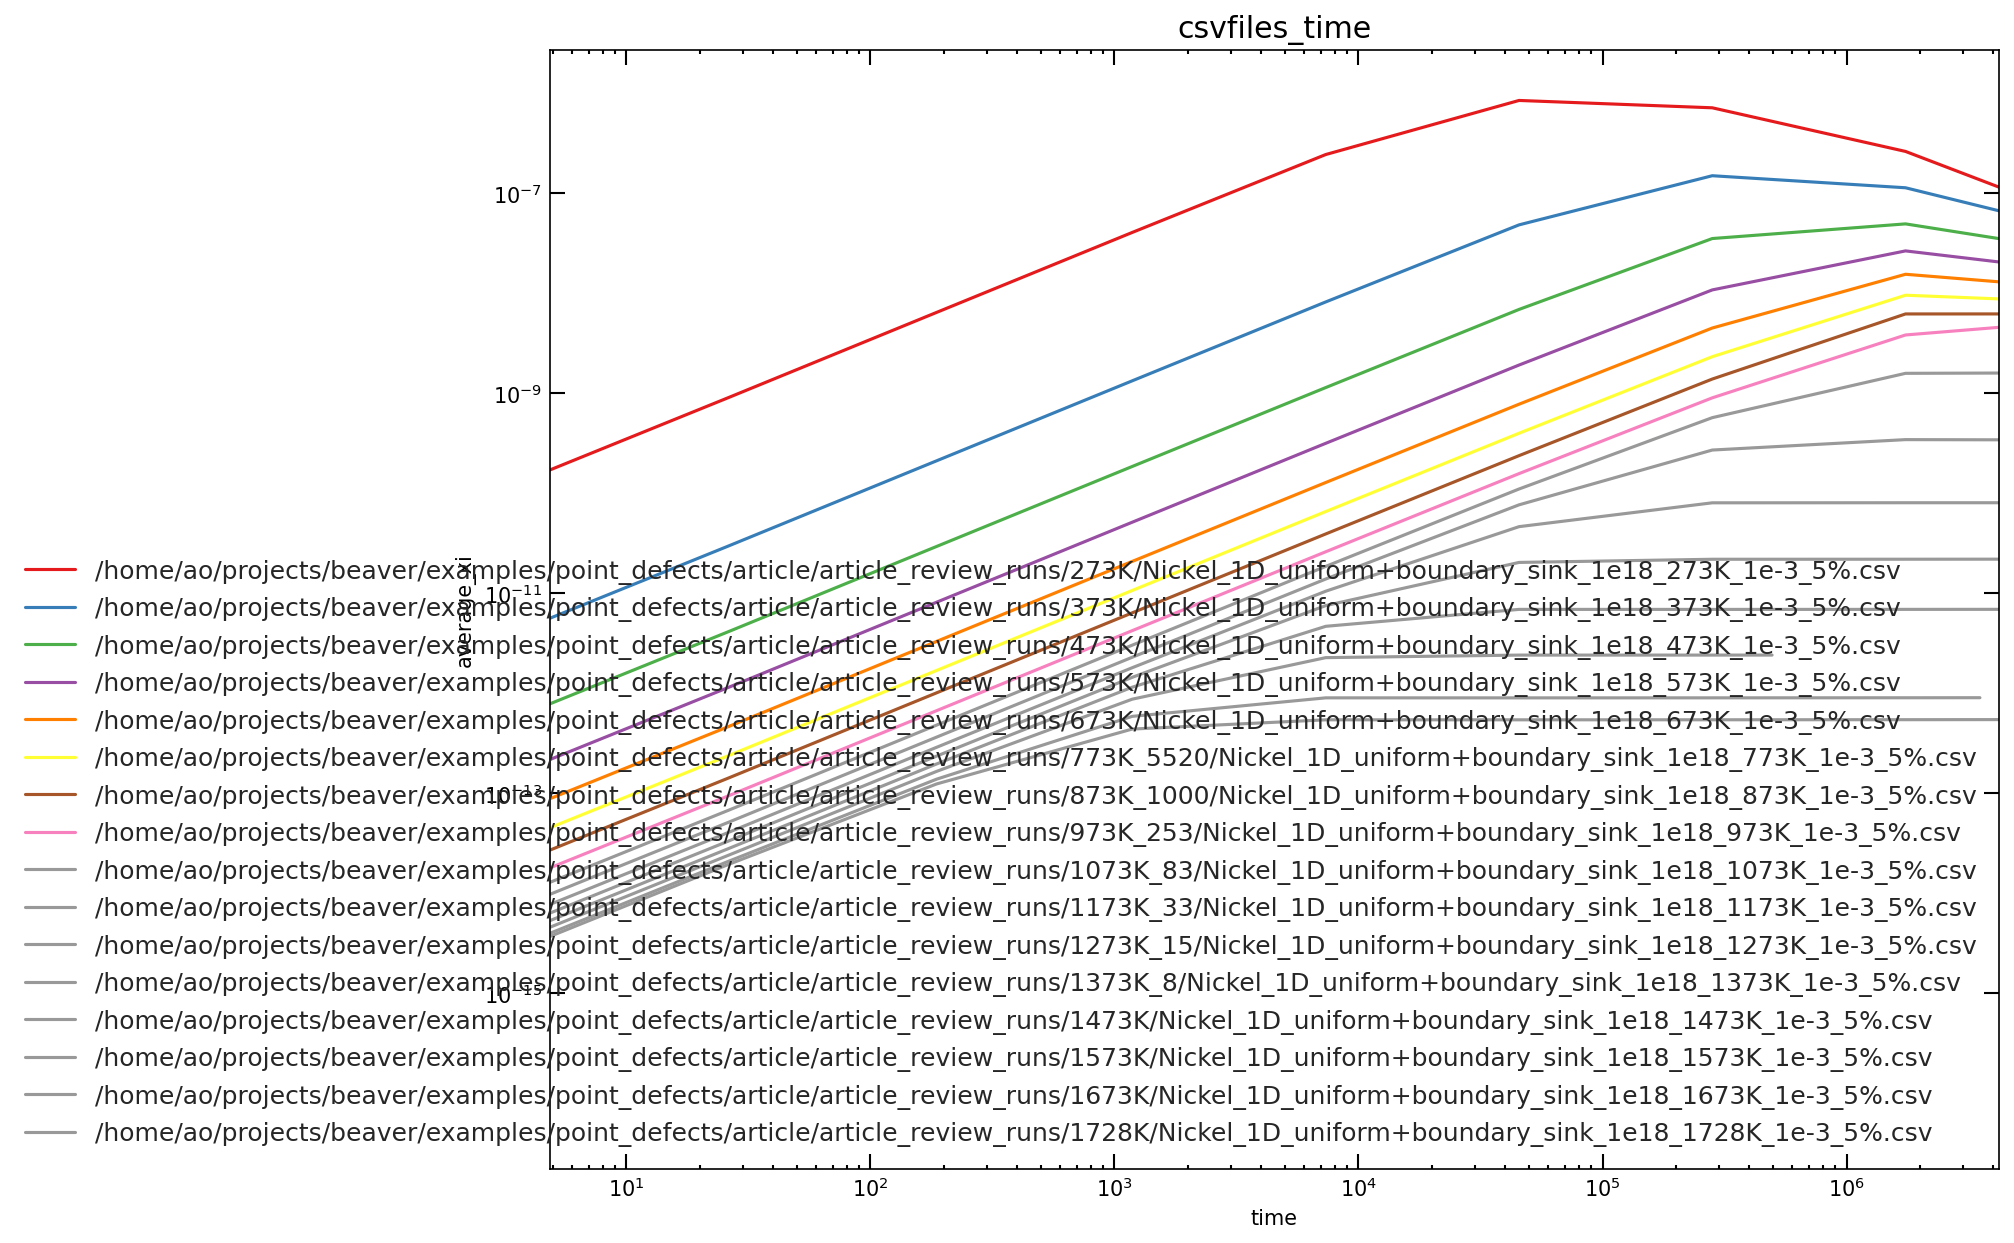 csvfiles_time
10⁻⁷
10⁻⁹
10⁻¹¹
10⁻¹³
10⁻¹⁵
average_xi
/home/ao/projects/beaver/examples/point_defects/article/article_review_runs/273K/Nickel_1D_uniform+boundary_sink_1e18_273K_1e-3_5%.csv
/home/ao/projects/beaver/examples/point_defects/article/article_review_runs/373K/Nickel_1D_uniform+boundary_sink_1e18_373K_1e-3_5%.csv
/home/ao/projects/beaver/examples/point_defects/article/article_review_runs/473K/Nickel_1D_uniform+boundary_sink_1e18_473K_1e-3_5%.csv
/home/ao/projects/beaver/examples/point_defects/article/article_review_runs/573K/Nickel_1D_uniform+boundary_sink_1e18_573K_1e-3_5%.csv
/home/ao/projects/beaver/examples/point_defects/article/article_review_runs/673K/Nickel_1D_uniform+boundary_sink_1e18_673K_1e-3_5%.csv
/home/ao/projects/beaver/examples/point_defects/article/article_review_runs/773K_5520/Nickel_1D_uniform+boundary_sink_1e18_773K_1e-3_5%.csv
/home/ao/projects/beaver/examples/point_defects/article/article_review_runs/873K_1000/Nickel_1D_uniform+boundary_sink_1e18_873K_1e-3_5%.csv
/home/ao/projects/beaver/examples/point_defects/article/article_review_runs/973K_253/Nickel_1D_uniform+boundary_sink_1e18_973K_1e-3_5%.csv
/home/ao/projects/beaver/examples/point_defects/article/article_review_runs/1073K_83/Nickel_1D_uniform+boundary_sink_1e18_1073K_1e-3_5%.csv
/home/ao/projects/beaver/examples/point_defects/article/article_review_runs/1173K_33/Nickel_1D_uniform+boundary_sink_1e18_1173K_1e-3_5%.csv
/home/ao/projects/beaver/examples/point_defects/article/article_review_runs/1273K_15/Nickel_1D_uniform+boundary_sink_1e18_1273K_1e-3_5%.csv
/home/ao/projects/beaver/examples/point_defects/article/article_review_runs/1373K_8/Nickel_1D_uniform+boundary_sink_1e18_1373K_1e-3_5%.csv
/home/ao/projects/beaver/examples/point_defects/article/article_review_runs/1473K/Nickel_1D_uniform+boundary_sink_1e18_1473K_1e-3_5%.csv
/home/ao/projects/beaver/examples/point_defects/article/article_review_runs/1573K/Nickel_1D_uniform+boundary_sink_1e18_1573K_1e-3_5%.csv
/home/ao/projects/beaver/examples/point_defects/article/article_review_runs/1673K/Nickel_1D_uniform+boundary_sink_1e18_1673K_1e-3_5%.csv
/home/ao/projects/beaver/examples/point_defects/article/article_review_runs/1728K/Nickel_1D_uniform+boundary_sink_1e18_1728K_1e-3_5%.csv
10¹ 10² 10³ 10⁴ 10⁵ 10⁶
time